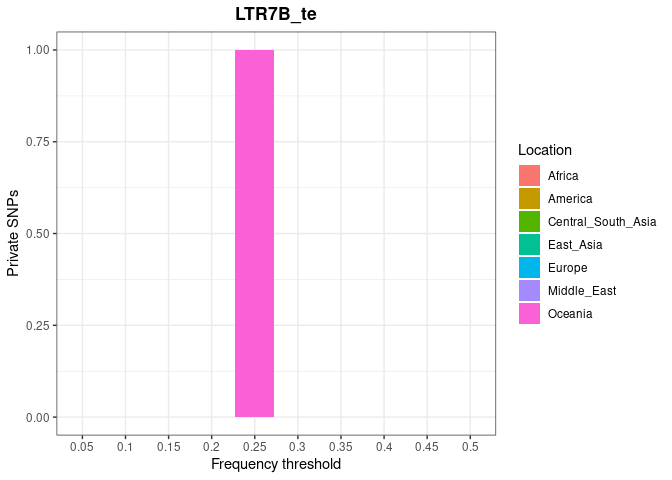 LTR7B_te
1.00
0.75
0.50
0.25
0.00
Private SNPs
0.05 0.1 0.15 0.2 0.25 0.3 0.35 0.4 0.45 0.5
Frequency threshold
Location
Africa
America
Central_South_Asia
East_Asia
Europe
Middle_East
Oceania